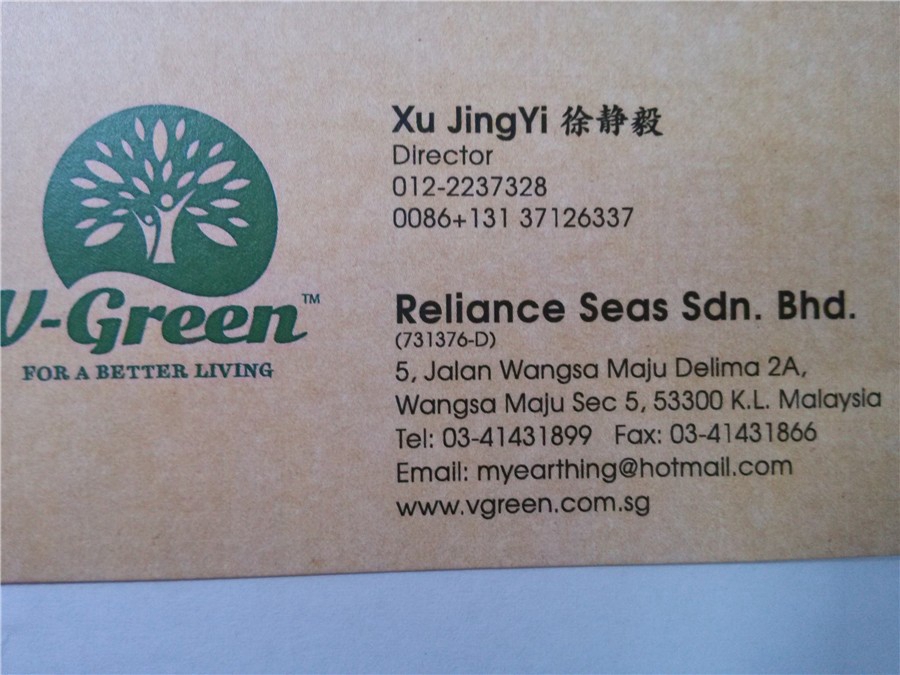 V-Green™
FOR A BETTER LIVING
Xu JingYi 徐静毅
Director
012-2237328
0086+131 37126337
Reliance Seas Sdn. Bhd.
(731376-D)
5, Jalan Wangsa Maju Delima 2A,
Wangsa Maju Sec 5, 53300 K.L. Malaysia
Tel: 03-41431899 Fax: 03-41431866
Email: myearthing@hotmail.com
www.vgreen.com.sg